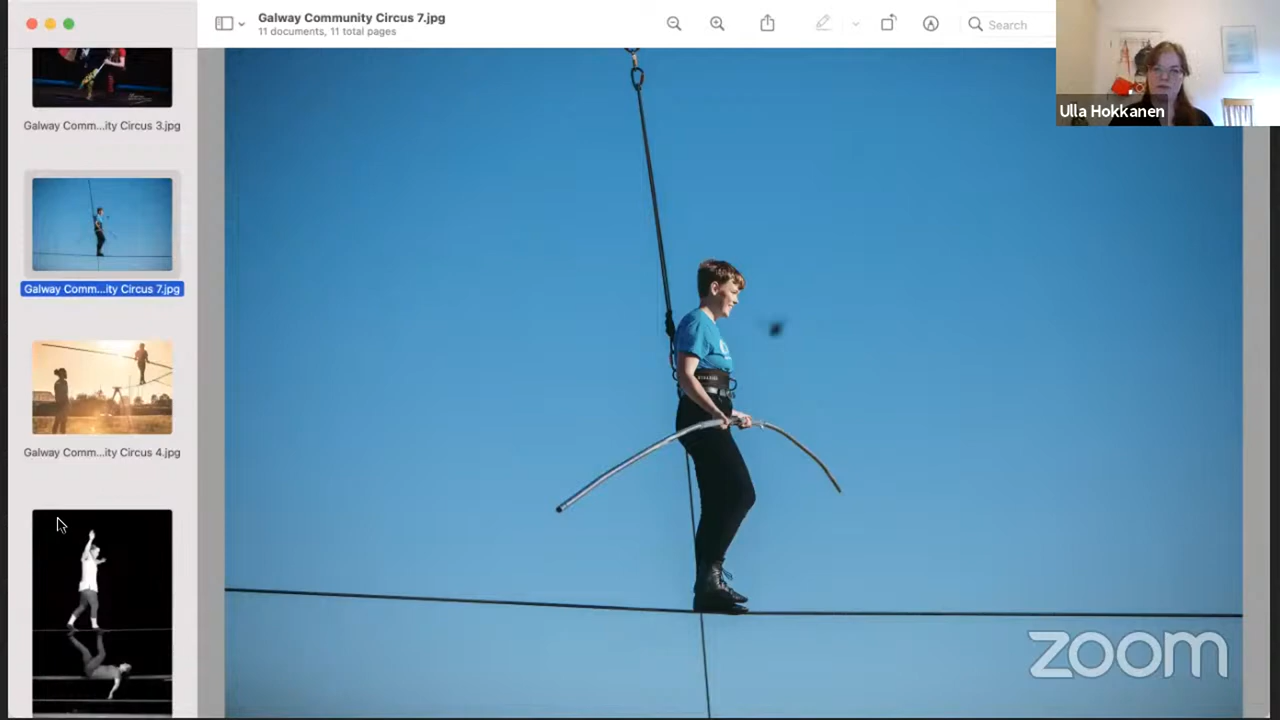 Galway Community Circus 7.jpg
11 documents, 11 total pages
Search
Ulla Hokkanen
Galway Comm...ity Circus 3.jpg
Galway Comm...ity Circus 7.jpg
Galway Comm...ity Circus 4.jpg
zoom